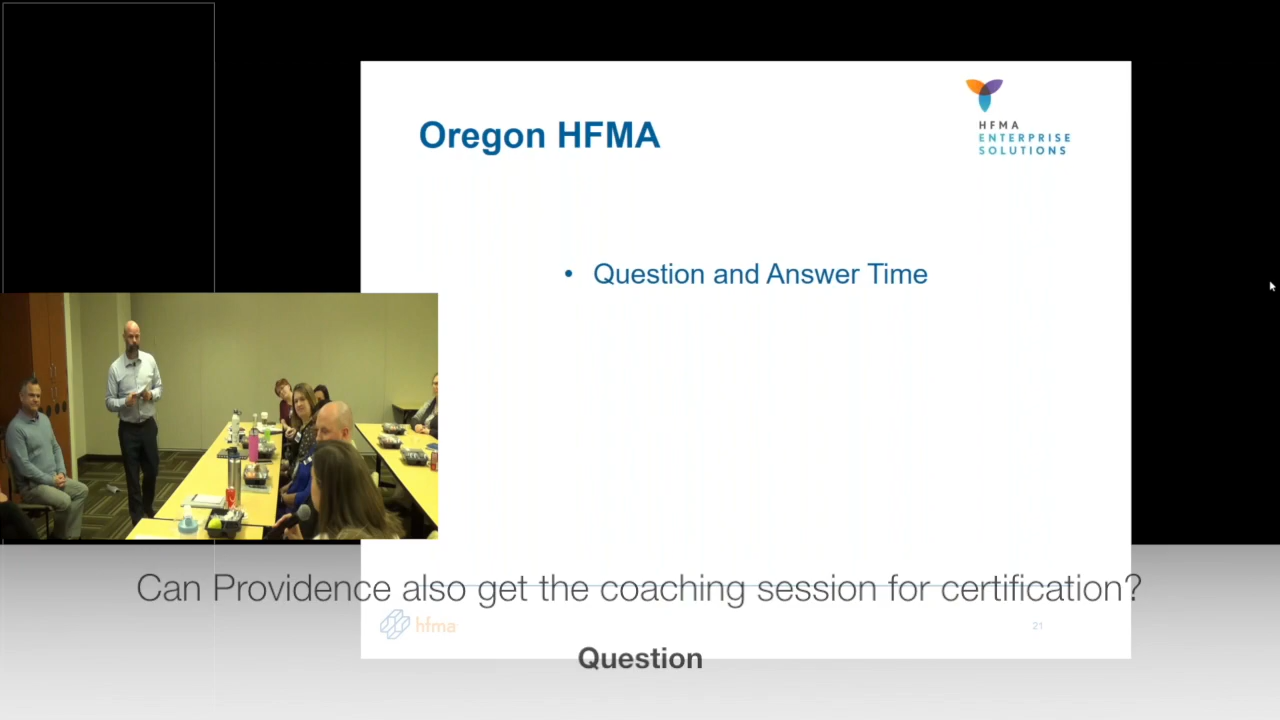 HFMA
ENTERPRISE
SOLUTIONS
Oregon HFMA
• Question and Answer Time
Can Providence also get the coaching session for certification?
hfma
21
Question